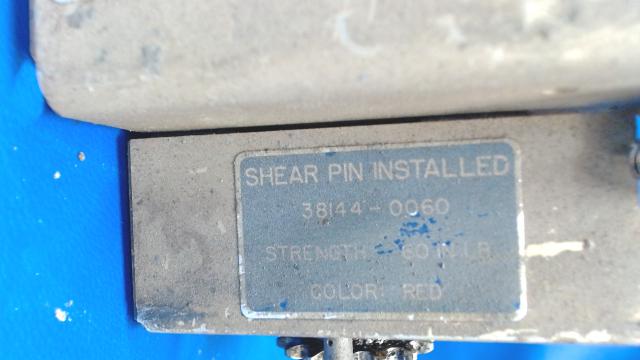 SHEAR PIN INSTALLED
38144-0060
STRENGTH: 60 IN LB
COLOR: RED